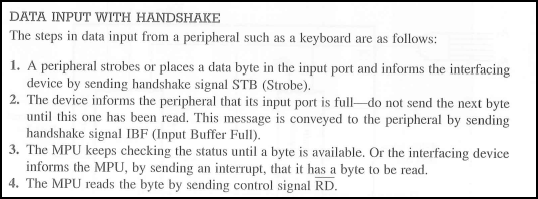 DATA INPUT WITH HANDSHAKE
The steps in data input from a peripheral such as a keyboard are as follows:
1. A peripheral strobes or places a data byte in the input port and informs the interfacing
device by sending handshake signal STB (Strobe).
2. The device informs the peripheral that its input port is full—do not send the next byte
until this one has been read. This message is conveyed to the peripheral by sending
handshake signal IBF (Input Buffer Full).
3. The MPU keeps checking the status until a byte is available. Or the interfacing device
informs the MPU, by sending an interrupt, that it has a byte to be read.
4. The MPU reads the byte by sending control signal R̅D̅.